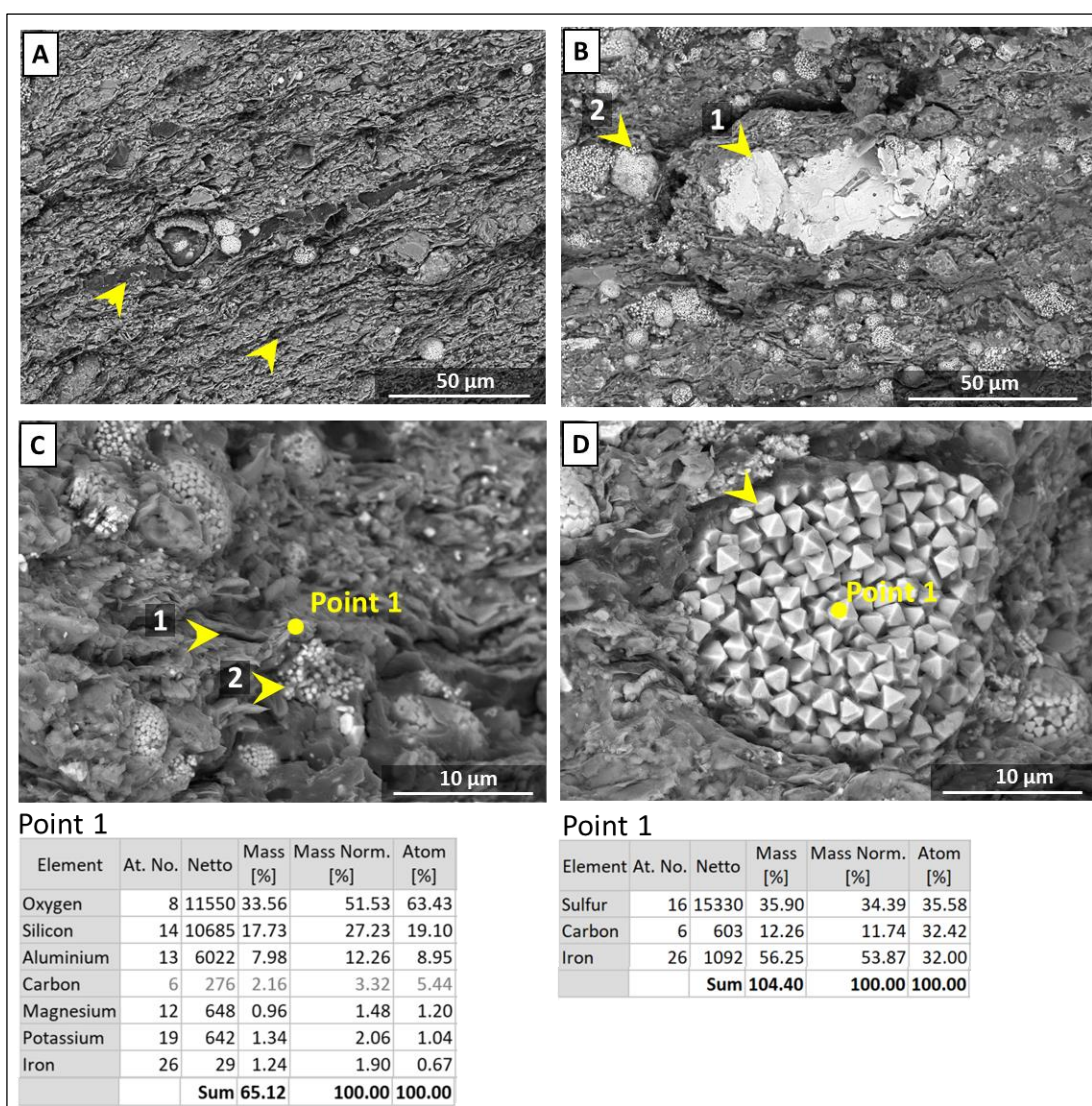 A
50 µm
B
2
1
50 µm
C
Point 1
1
2
10 µm
D
Point 1
10 µm
Point 1
Element At. No. Netto Mass [%] Mass Norm. [%] Atom [%]
Oxygen 8 11550 33.56 51.53 63.43
Silicon 14 10685 17.73 27.23 19.10
Aluminium 13 6022 7.98 12.26 8.95
Carbon 6 276 2.16 3.32 5.44
Magnesium 12 648 0.96 1.48 1.20
Potassium 19 642 1.34 2.06 1.04
Iron 26 29 1.24 1.90 0.67
Sum 65.12 100.00 100.00
Point 1
Element At. No. Netto Mass [%] Mass Norm. [%] Atom [%]
Sulfur 16 15330 35.90 34.39 35.58
Carbon 6 603 12.26 11.74 32.42
Iron 26 1092 56.25 53.87 32.00
Sum 104.40 100.00 100.00